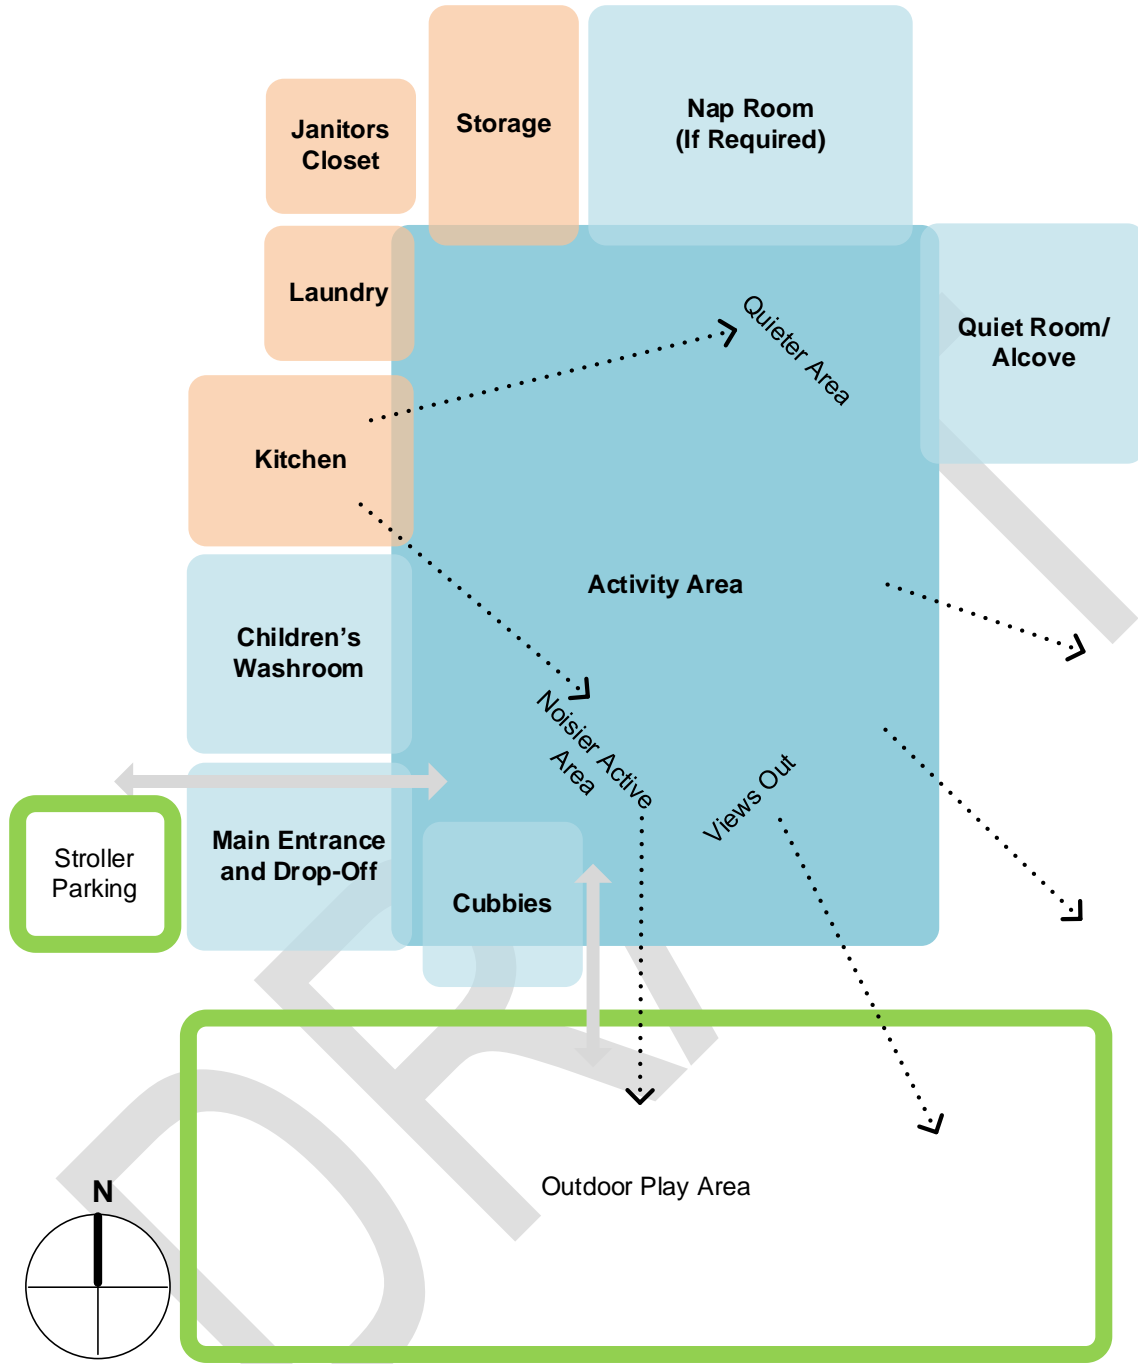 Janitors
Closet
Storage
Nap Room
(If Required)
Laundry
Quieter Area
Quiet Room/
Alcove
Kitchen
Activity Area
Children's
Washroom
Noisier Active
Area
Views Out
Main Entrance
and Drop-Off
Stroller
Parking
Cubbies
Outdoor Play Area
N